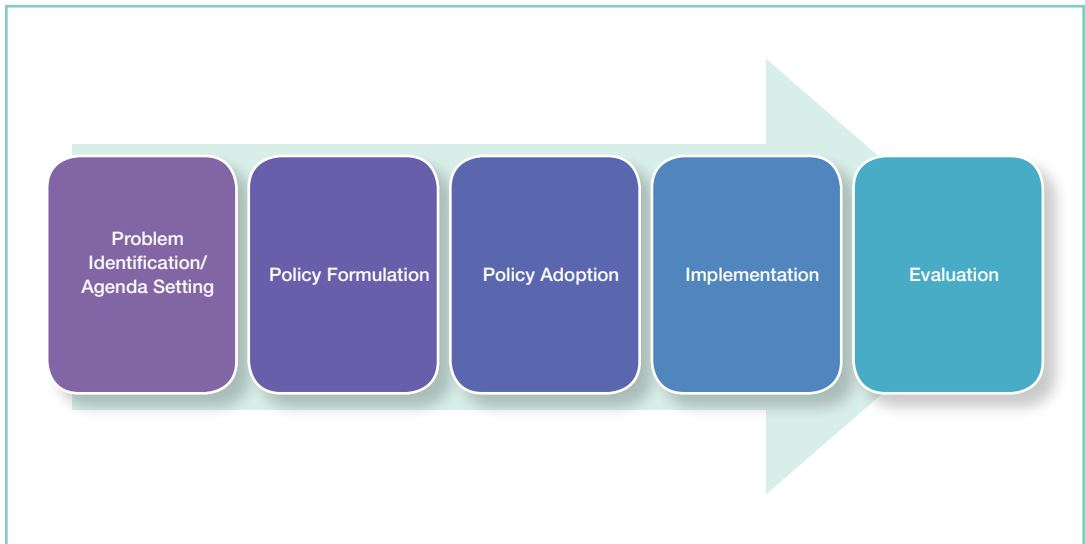 Problem
Identification/
Agenda Setting
Policy Formulation
Policy Adoption
Implementation
Evaluation